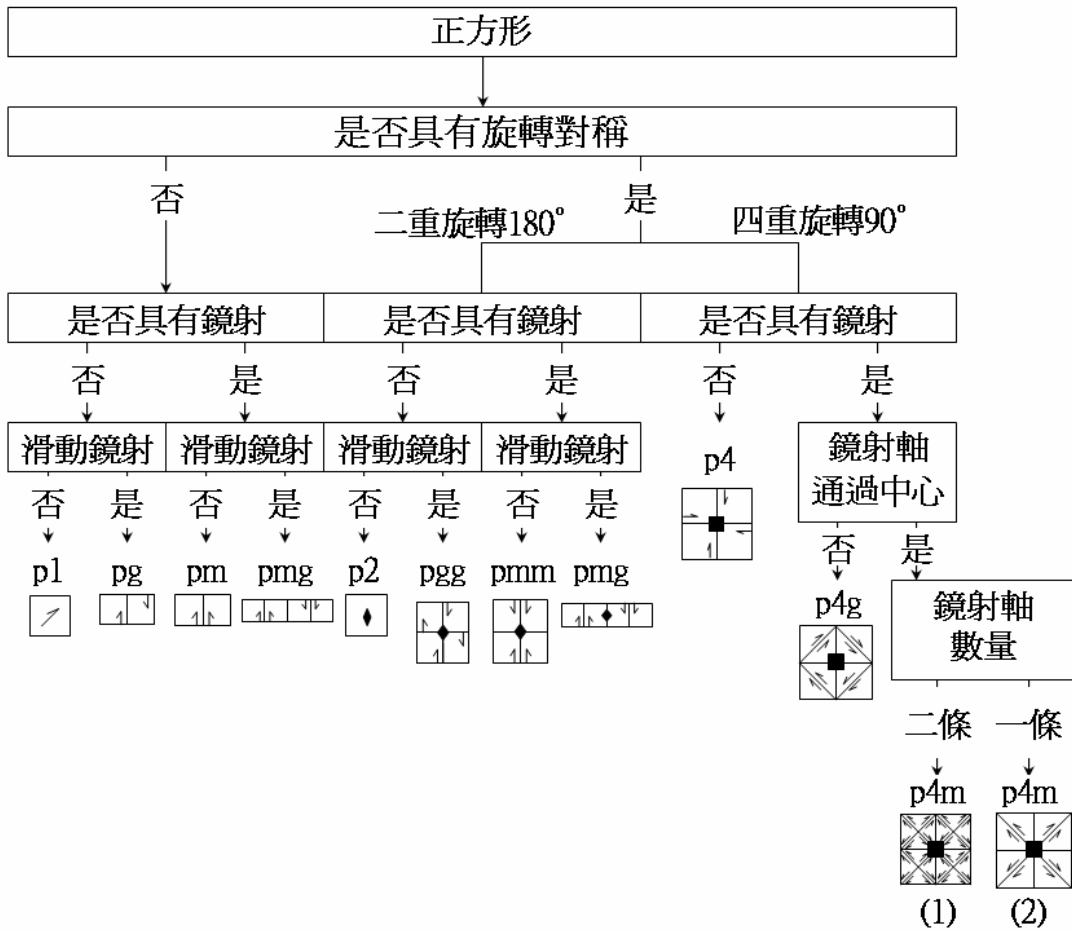 正方形
是否具有旋轉對稱
否
是
二重旋轉180°
四重旋轉90°
是否具有鏡射
是否具有鏡射
是否具有鏡射
否
是
否
是
否
是
滑動鏡射
滑動鏡射
滑動鏡射
滑動鏡射
p4
鏡射軸
通過中心
否
是
否
是
否
是
否
是
否
是
p1
pg
pm
pmg
p2
pgg
pmm
pmg
p4g
鏡射軸
數量
二條
一條
p4m
p4m
(1)
(2)